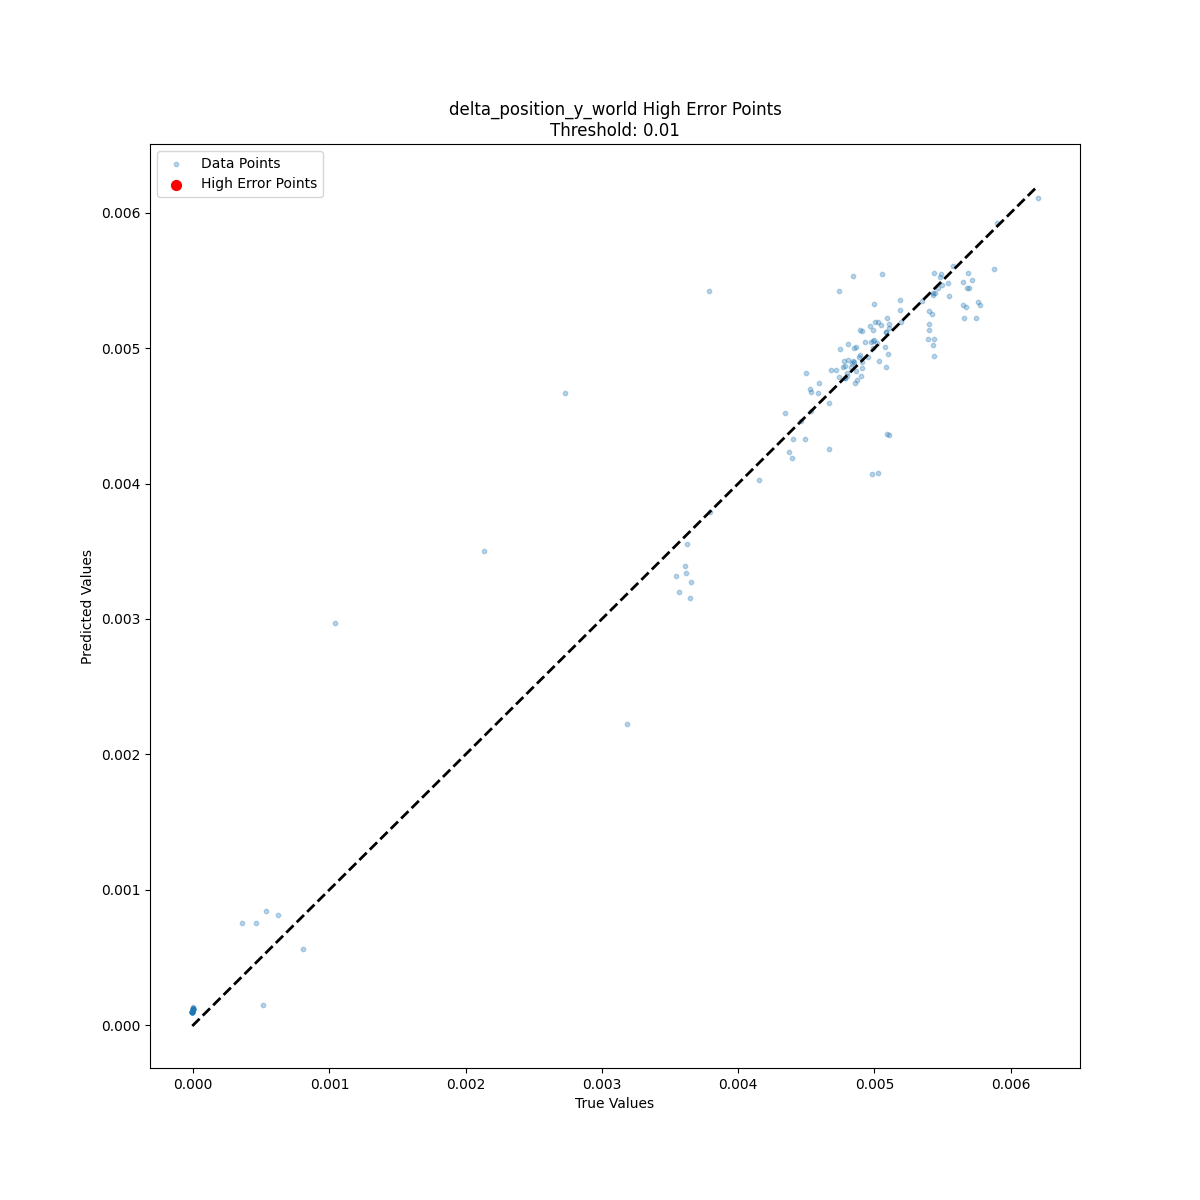 delta_position_y_world High Error Points
Threshold: 0.01
Data Points
High Error Points
0.006
0.005
0.004
0.003
0.002
0.001
0.000
Predicted Values
0.000 0.001 0.002 0.003 0.004 0.005 0.006
True Values